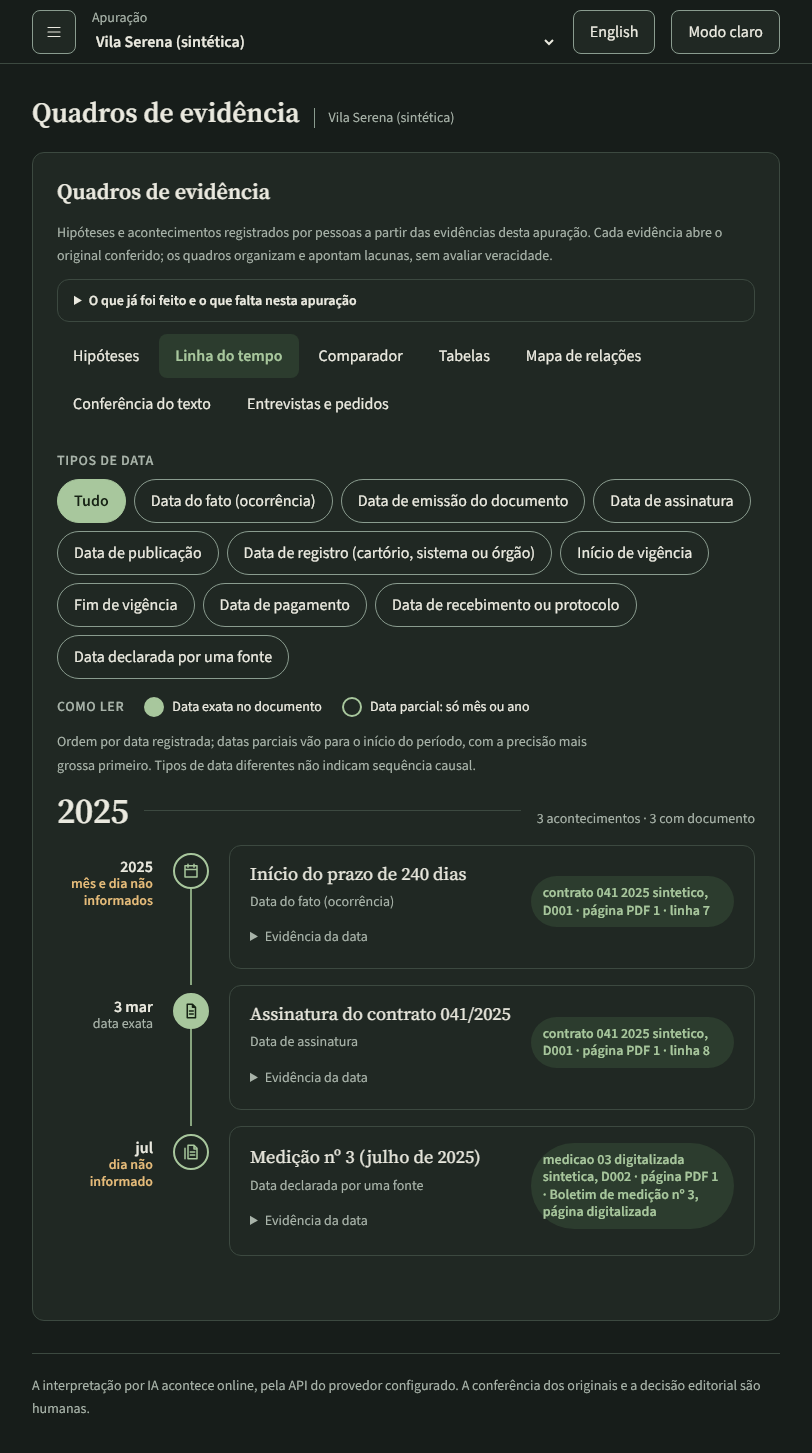 Apuração
Vila Serena (sintética)
English
Modo claro
Quadros de evidência
Vila Serena (sintética)
Quadros de evidência
Hipóteses e acontecimentos registrados por pessoas a partir das evidências desta apuração. Cada evidência abre o
original conferido; os quadros organizam e apontam lacunas, sem avaliar veracidade.
O que já foi feito e o que falta nesta apuração
Hipóteses
Linha do tempo
Comparador
Tabelas
Mapa de relações
Conferência do texto
Entrevistas e pedidos
TIPOS DE DATA
Tudo
Data do fato (ocorrência)
Data de emissão do documento
Data de assinatura
Data de publicação
Data de registro (cartório, sistema ou órgão)
Início de vigência
Fim de vigência
Data de pagamento
Data de recebimento ou protocolo
Data declarada por uma fonte
COMO LER
Data exata no documento
Data parcial: só mês ou ano
Ordem por data registrada; datas parciais vão para o início do período, com a precisão mais
grossa primeiro. Tipos de data diferentes não indicam sequência causal.
2025
3 acontecimentos · 3 com documento
2025
mês e dia não
informados
Início do prazo de 240 dias
Data do fato (ocorrência)
Evidência da data
contrato 041 2025 sintetico,
D001 · página PDF 1 · linha 7
3 mar
data exata
Assinatura do contrato 041/2025
Data de assinatura
Evidência da data
contrato 041 2025 sintetico,
D001 · página PDF 1 · linha 8
jul
dia não
informado
Medição nº 3 (julho de 2025)
Data declarada por uma fonte
Evidência da data
medicao 03 digitalizada
sintetica, D002 · página PDF 1
· Boletim de medição nº 3,
página digitalizada
A interpretação por IA acontece online, pela API do provedor configurado. A conferência dos originais e a decisão editorial são
humanas.